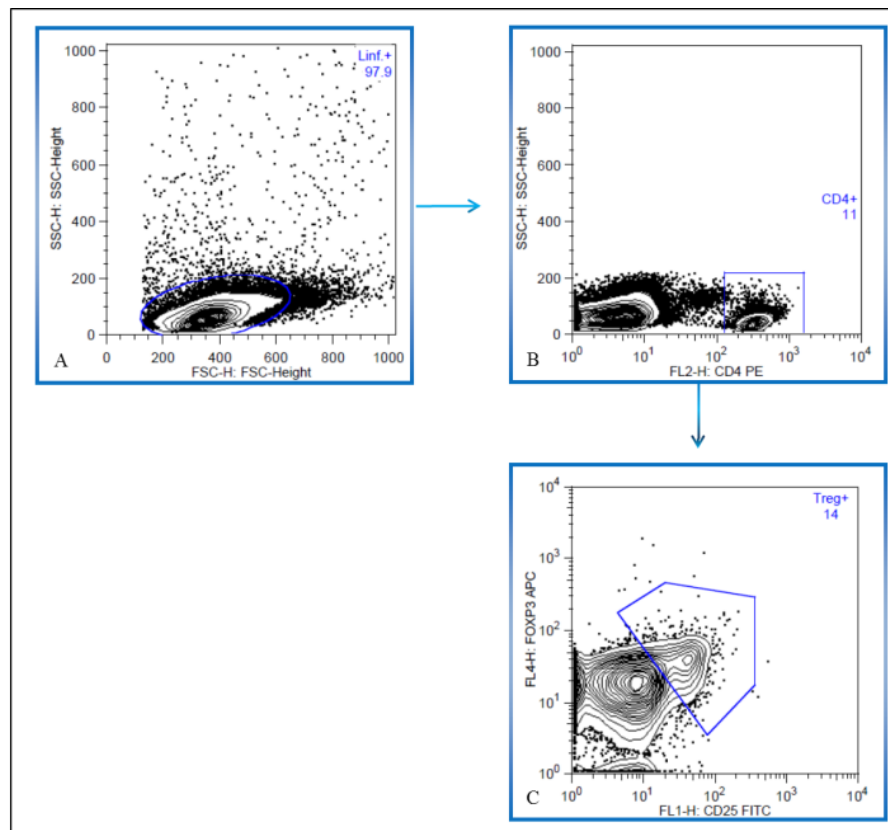 Linf.+
97.9
1000
800
600
400
200
0
SSC-H: SSC-Height
0 200 400 600 800 1000
FSC-H: FSC-Height
A
CD4+
11
1000
800
600
400
200
0
SSC-H: SSC-Height
10^0 10^1 10^2 10^3 10^4
FL2-H: CD4 PE
B
Treg+
14
10^4
10^3
10^2
10^1
10^0
FL4-H: FOXP3 APC
10^0 10^1 10^2 10^3 10^4
FL1-H: CD25 FITC
C